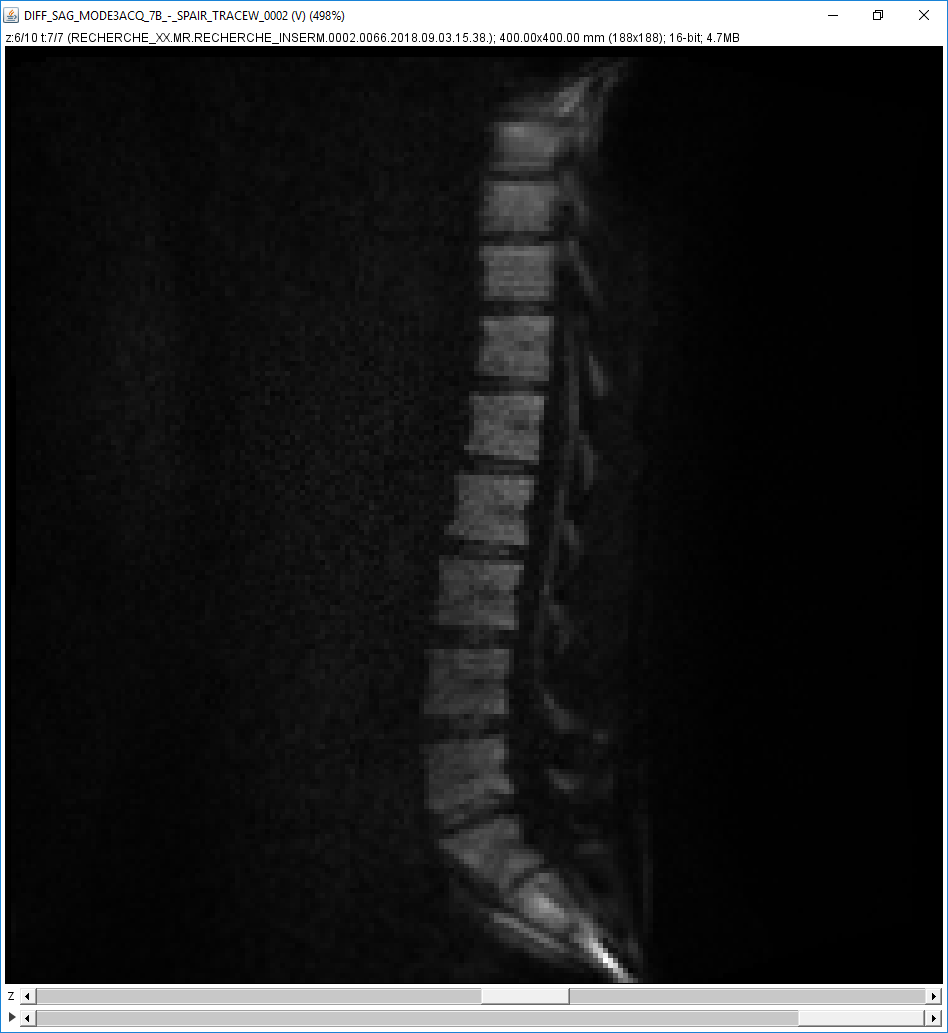 DIFF_SAG_MODE3ACQ_7B_-_SPAIR_TRACEW_0002 (V) (498%)
z:6/10 t:7/7 (RECHERCHE_XX.MR.RECHERCHE_INSERM.0002.0066.2018.09.03.15.38.); 400.00x400.00 mm (188x188); 16-bit; 4.7MB
Z